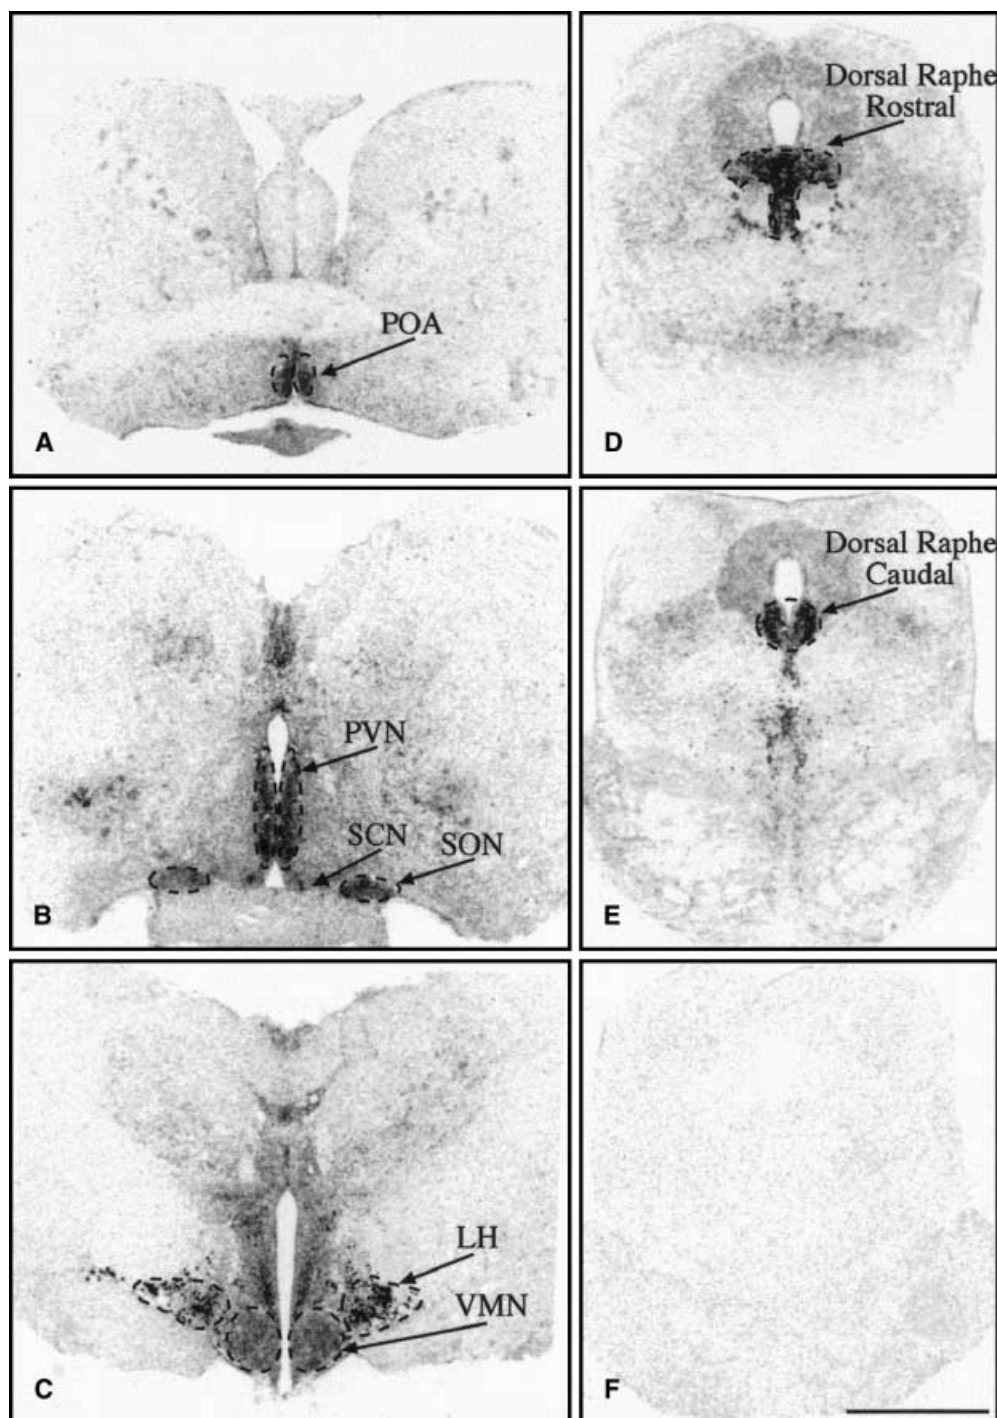 POA
A
PVN
SCN
SON
B
LH
VMN
C
Dorsal Raphe
Rostral
D
Dorsal Raphe
Caudal
E
F